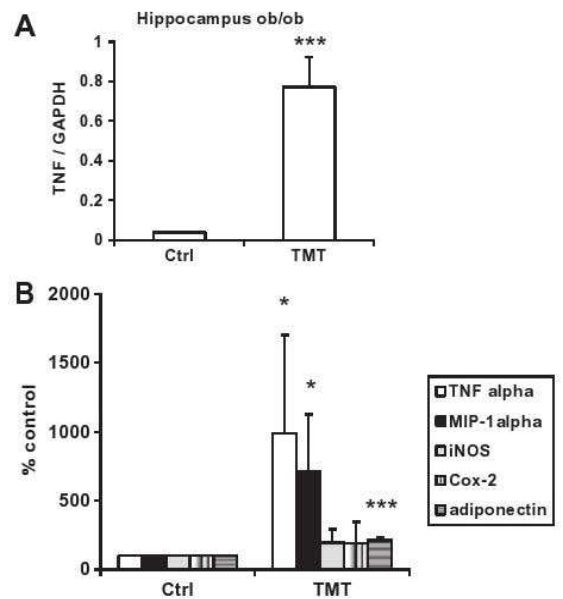 A
Hippocampus ob/ob
TNF / GAPDH
1
0.8
0.6
0.4
0.2
0
***
Ctrl TMT
B
% control
2000
1500
1000
500
0
*
*
***
Ctrl TMT
TNF alpha
MIP-1alpha
iNOS
Cox-2
adiponectin